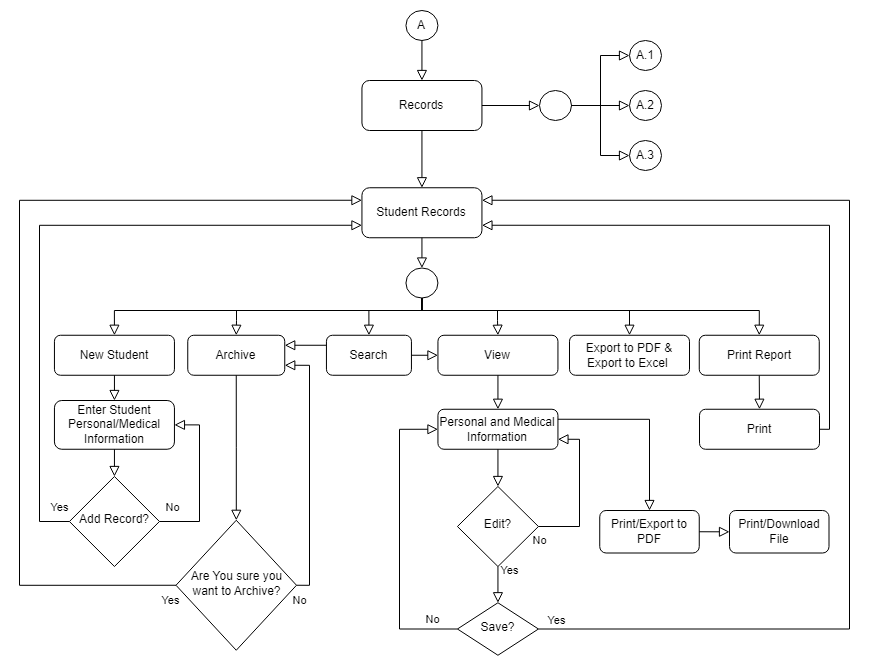 A
A.1
Records
A.2
A.3
Student Records
New Student
Archive
Search
View
Export to PDF &
Export to Excel
Print Report
Enter Student
Personal/Medical
Information
Personal and Medical
Information
Print
Yes
Add Record?
No
Edit?
No
Print/Export to
PDF
Print/Download
File
Are You sure you
want to Archive?
Yes
No
Yes
No
Save?
Yes